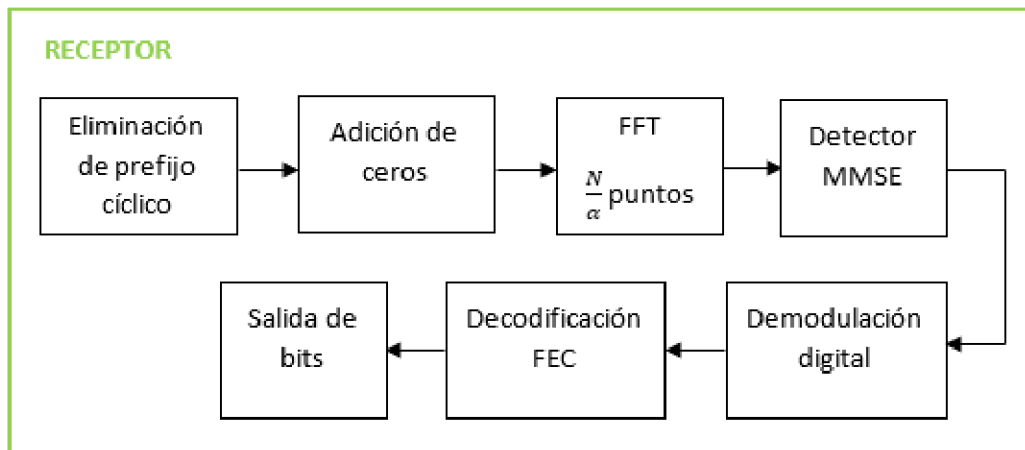 RECEPTOR
Eliminación
de prefijo
cíclico
Adición de
ceros
FFT
N/α puntos
Detector
MMSE
Salida de
bits
Decodificación
FEC
Demodulación
digital